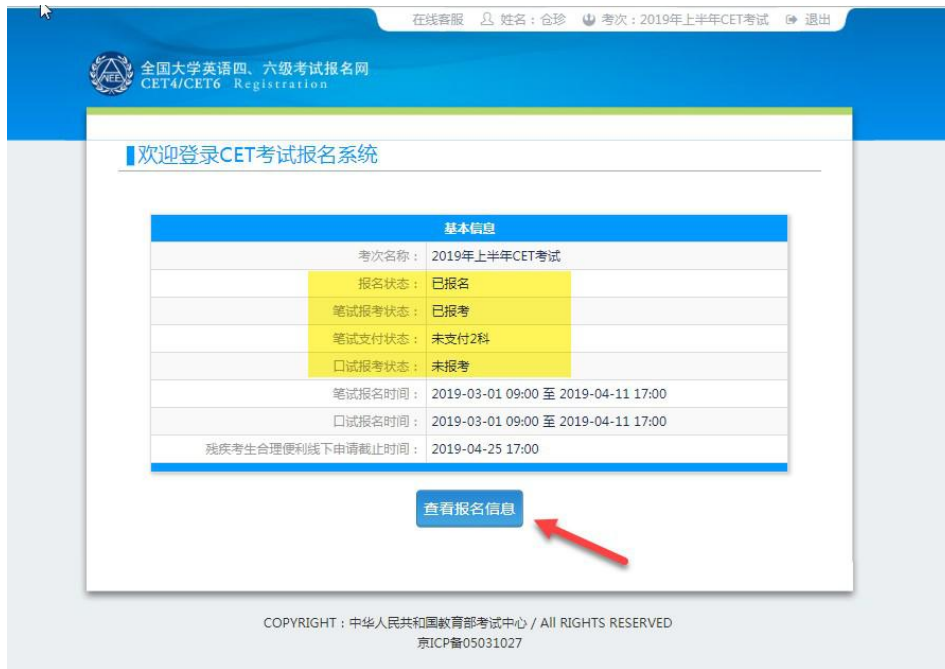 在线客服 姓名：仓珍 考次：2019年上半年CET考试 退出
全国大学英语四、六级考试报名网
CET4/CET6 Registration
NEEA
欢迎登录CET考试报名系统
基本信息
考次名称： 2019年上半年CET考试
报名状态： 已报名
笔试报考状态： 已报考
笔试支付状态： 未支付2科
口试报考状态： 未报考
笔试报名时间： 2019-03-01 09:00 至 2019-04-11 17:00
口试报名时间： 2019-03-01 09:00 至 2019-04-11 17:00
残疾考生合理便利线下申请截止时间： 2019-04-25 17:00
查看报名信息
COPYRIGHT：中华人民共和国教育部考试中心 / All RIGHTS RESERVED
京ICP备05031027